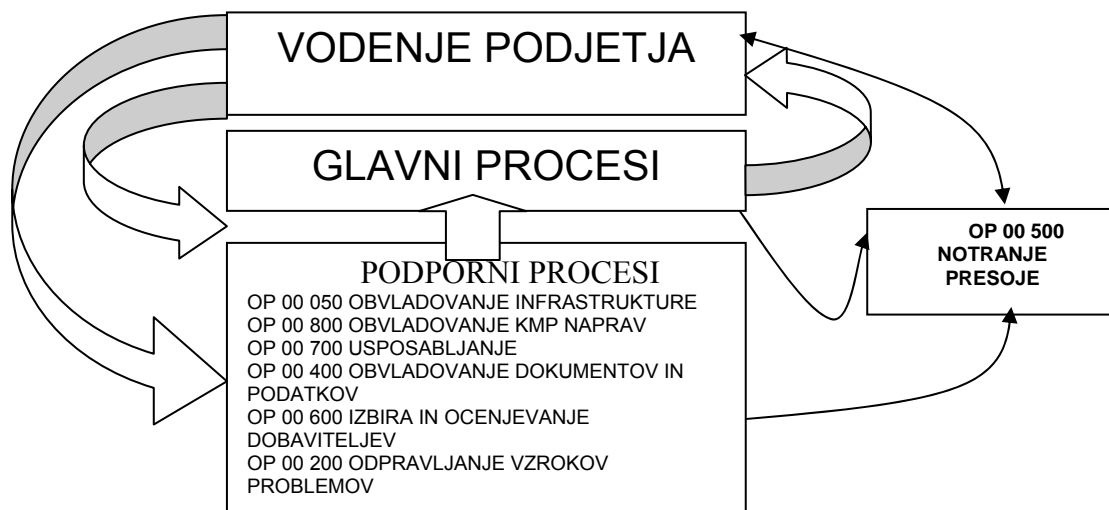 VODENJE PODJETJA
GLAVNI PROCESI
OP 00 500
NOTRANJE
PRESOJE
PODPORNI PROCESI
OP 00 050 OBVLADOVANJE INFRASTRUKTURE
OP 00 800 OBVLADOVANJE KMP NAPRAV
OP 00 700 USPOSABLJANJE
OP 00 400 OBVLADOVANJE DOKUMENTOV IN
PODATKOV
OP 00 600 IZBIRA IN OCENJEVANJE
DOBAVITELJEV
OP 00 200 ODPRAVLJANJE VZROKOV
PROBLEMOV